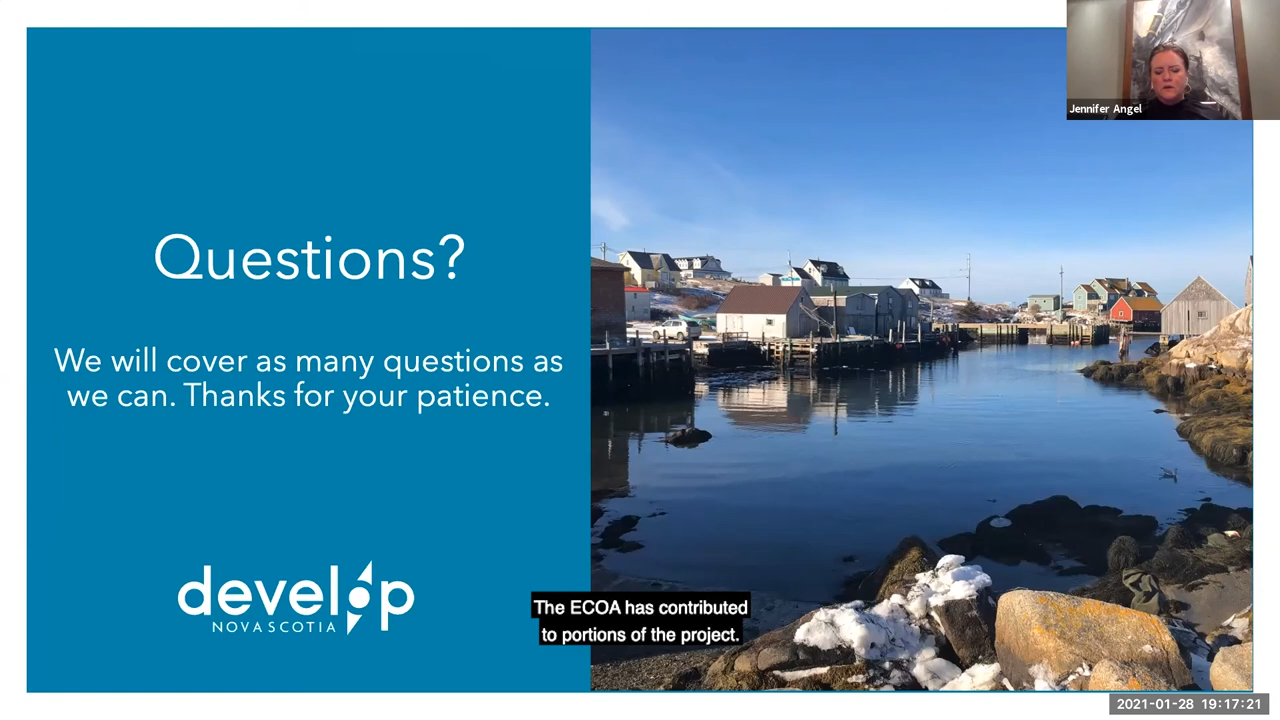 Jennifer Angel
Questions?
We will cover as many questions as
we can. Thanks for your patience.
develop
NOVA SCOTIA
The ECOA has contributed
to portions of the project.
2021-01-28 19:17:21